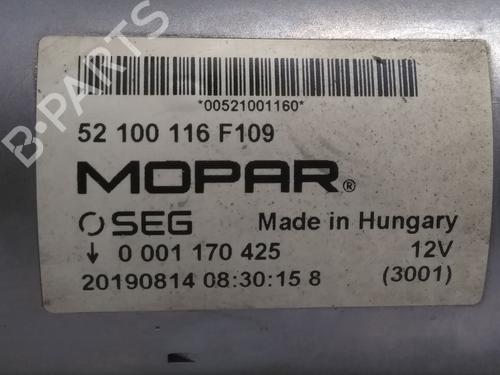 B-PARTS
*00521001160*
52 100 116 F109
MOPAR®
SEG Made in Hungary
↓ 0 001 170 425 12V
20190814 08:30:15 8 (3001)